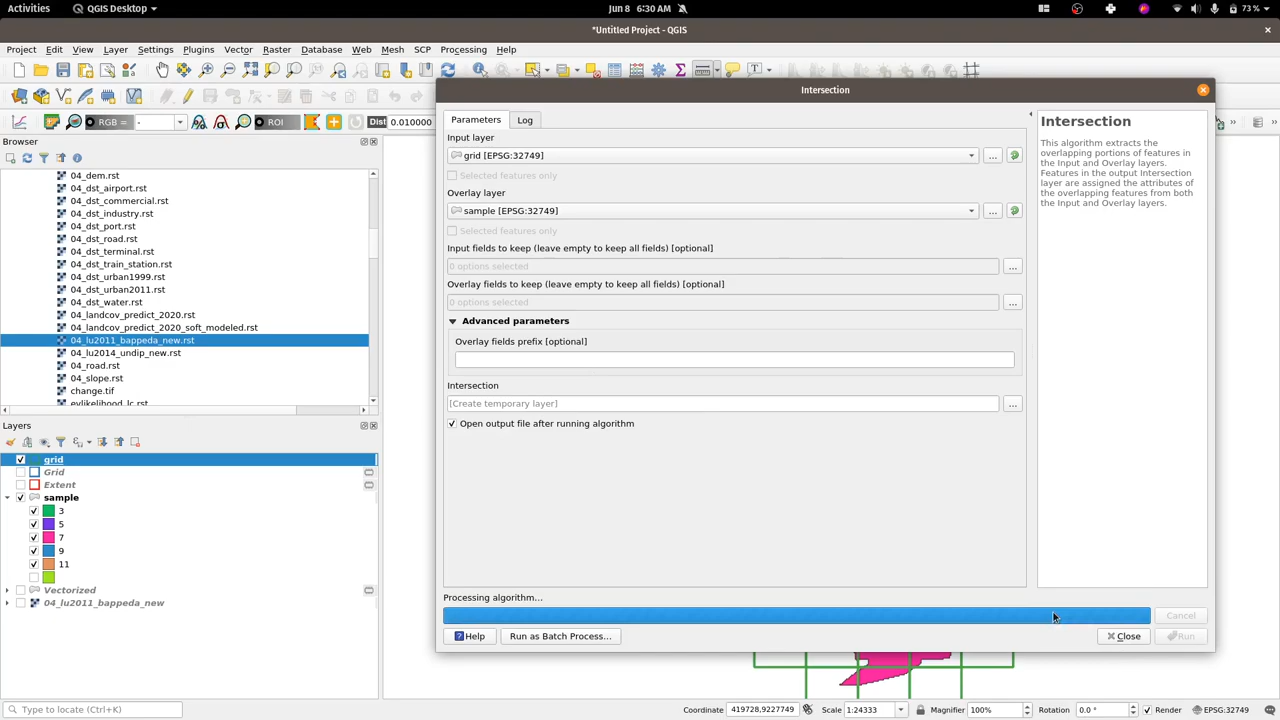 Activities
QGIS Desktop
Jun 8 6:30 AM
73 %
*Untitled Project - QGIS
Project Edit View Layer Settings Plugins Vector Raster Database Web Mesh SCP Processing Help
RGB = -
ROI
Dist 0.010000
Browser
04_dem.rst
04_dst_airport.rst
04_dst_commercial.rst
04_dst_industry.rst
04_dst_port.rst
04_dst_road.rst
04_dst_terminal.rst
04_dst_train_station.rst
04_dst_urban1999.rst
04_dst_urban2011.rst
04_dst_water.rst
04_landcov_predict_2020.rst
04_landcov_predict_2020_soft_modeled.rst
04_lu2011_bappeda_new.rst
04_lu2014_undip_new.rst
04_road.rst
04_slope.rst
change.tif
evlikelihood_lc.rst
Layers
grid
Grid
Extent
sample
3
5
7
9
11
Vectorized
04_lu2011_bappeda_new
Intersection
Parameters Log
Input layer
grid [EPSG:32749]
...
Selected features only
Overlay layer
sample [EPSG:32749]
...
Selected features only
Input fields to keep (leave empty to keep all fields) [optional]
0 options selected
...
Overlay fields to keep (leave empty to keep all fields) [optional]
0 options selected
...
Advanced parameters
Overlay fields prefix [optional]
Intersection
[Create temporary layer]
...
Open output file after running algorithm
Processing algorithm...
Cancel
Help
Run as Batch Process...
Close
Run
Intersection
This algorithm extracts the
overlapping portions of features in
the Input and Overlay layers.
Features in the output Intersection
layer are assigned the attributes of
the overlapping features from both
the Input and Overlay layers.
Type to locate (Ctrl+K)
Coordinate 419728,9227749
Scale 1:24333
Magnifier 100%
Rotation 0.0 °
Render
EPSG:32749